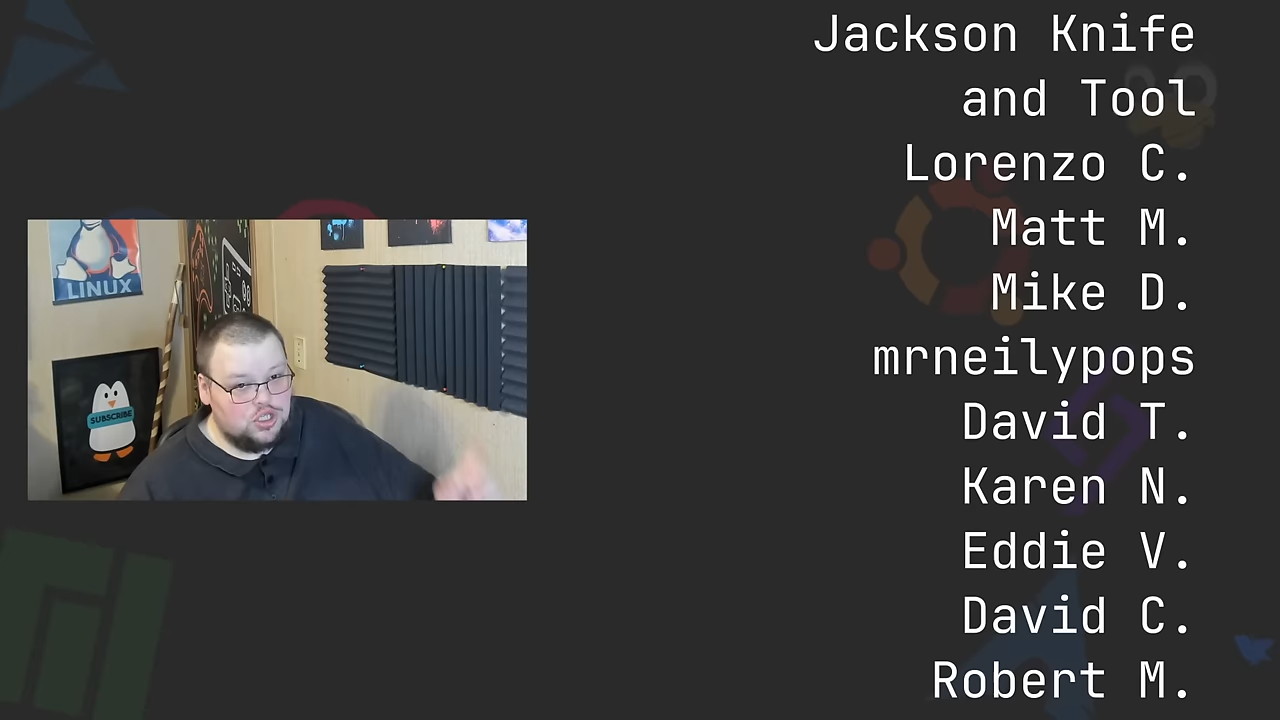 Jackson Knife
and Tool
Lorenzo C.
Matt M.
Mike D.
mrneilypops
David T.
Karen N.
Eddie V.
David C.
Robert M.
LINUX
SUBSCRIBE